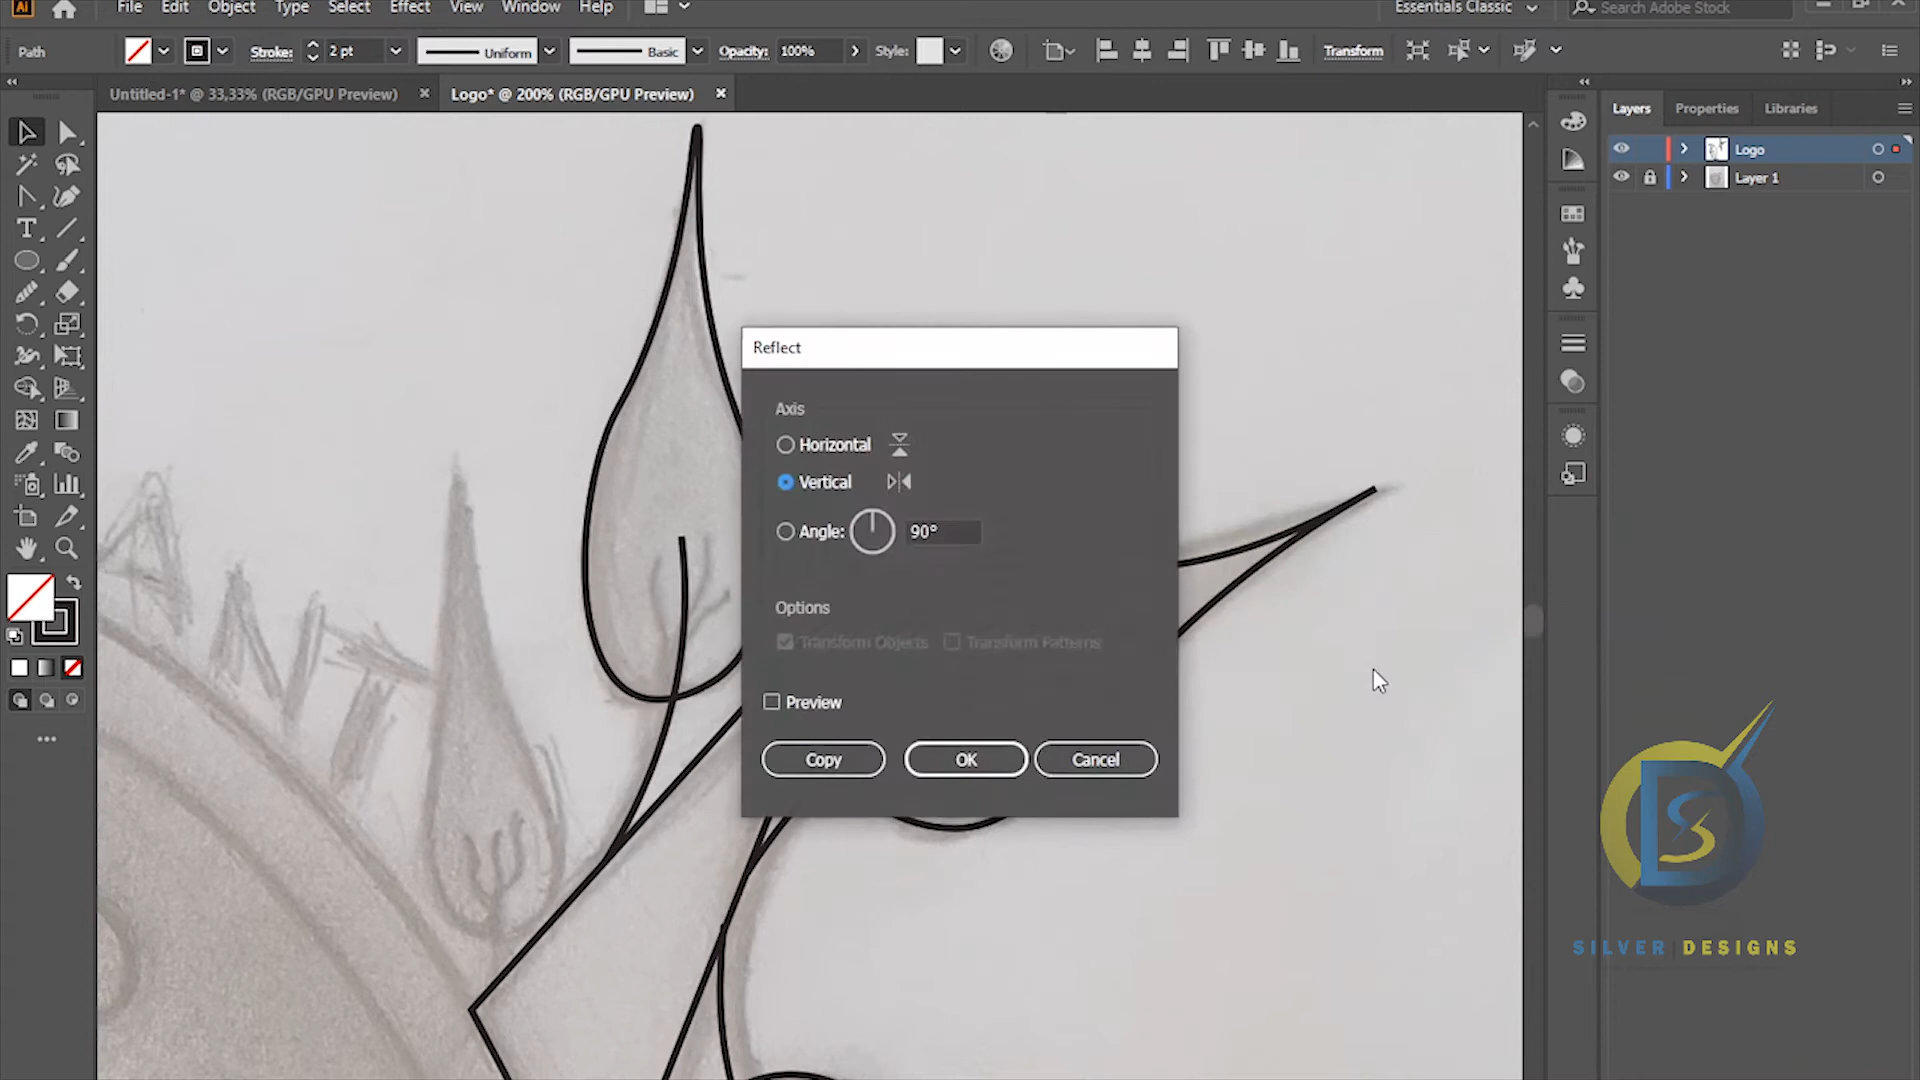 Ai File Edit Object Type Select Effect View Window Help Essentials Classic Search Adobe Stock
Path Stroke: 2 pt Uniform Basic Opacity: 100% Style: Transform
Untitled-1* @ 33,33% (RGB/GPU Preview) Logo* @ 200% (RGB/GPU Preview)
Layers Properties Libraries
Logo
Layer 1
Reflect
Axis
Horizontal
Vertical
Angle: 90°
Options
Transform Objects Transform Patterns
Preview
Copy OK Cancel
SILVER DESIGNS